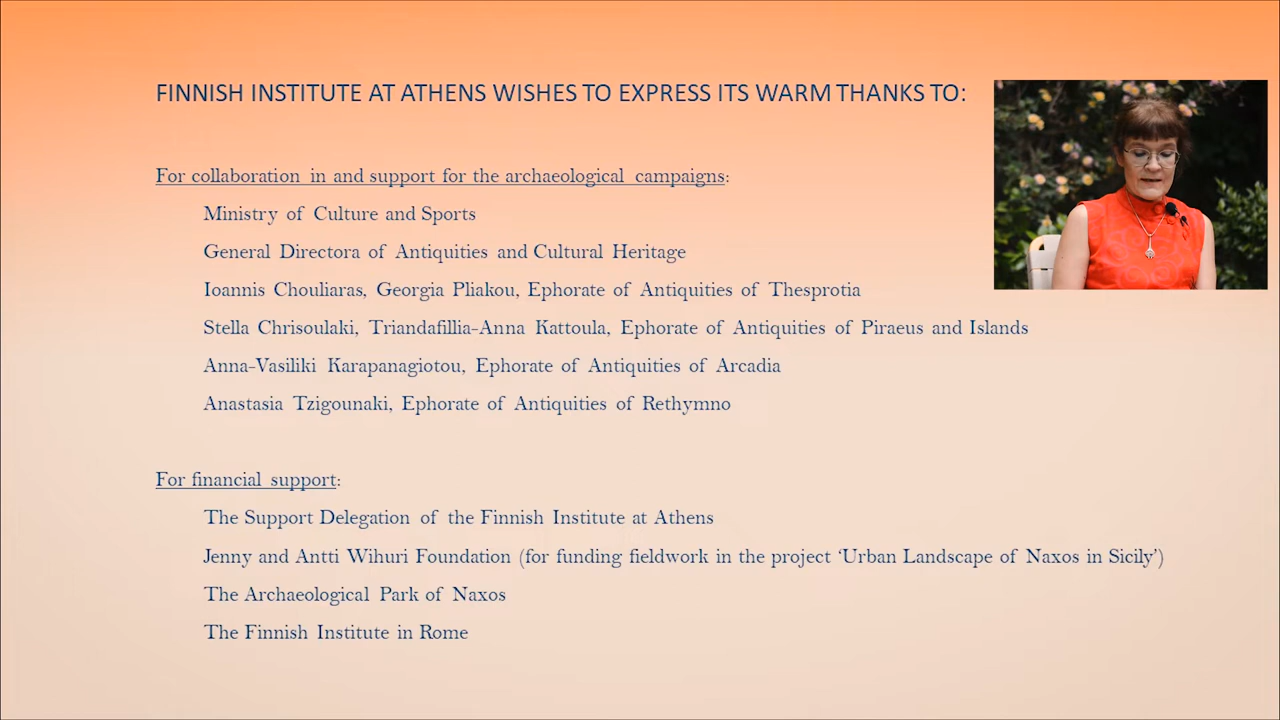 FINNISH INSTITUTE AT ATHENS WISHES TO EXPRESS ITS WARM THANKS TO:
For collaboration in and support for the archaeological campaigns:
Ministry of Culture and Sports
General Directora of Antiquities and Cultural Heritage
Ioannis Chouliaras, Georgia Pliakou, Ephorate of Antiquities of Thesprotia
Stella Chrisoulaki, Triandafillia-Anna Kattoula, Ephorate of Antiquities of Piraeus and Islands
Anna-Vasiliki Karapanagiotou, Ephorate of Antiquities of Arcadia
Anastasia Tzigounaki, Ephorate of Antiquities of Rethymno
For financial support:
The Support Delegation of the Finnish Institute at Athens
Jenny and Antti Wihuri Foundation (for funding fieldwork in the project ‘Urban Landscape of Naxos in Sicily’)
The Archaeological Park of Naxos
The Finnish Institute in Rome